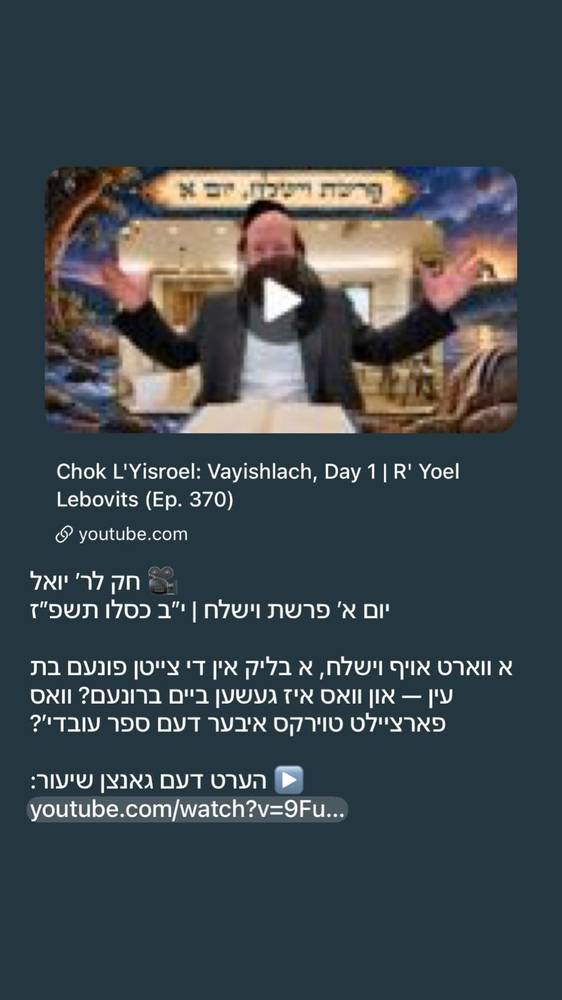 פרשת וישלח, יום א
Chok L'Yisroel: Vayishlach, Day 1 | R' Yoel
Lebovits (Ep. 370)
youtube.com
🎥 חק לר׳ יואל
יום א׳ פרשת וישלח | י״ב כסלו תשפ״ז
א ווארט אויף וישלח, א בליק אין די צייטן פונעם בת
עין — און וואס איז געשען ביים ברונעם? וואס
פארציילט טוירקס איבער דעם ספר עובדי׳?
▶️ הערט דעם גאנצן שיעור:
youtube.com/watch?v=9Fu...